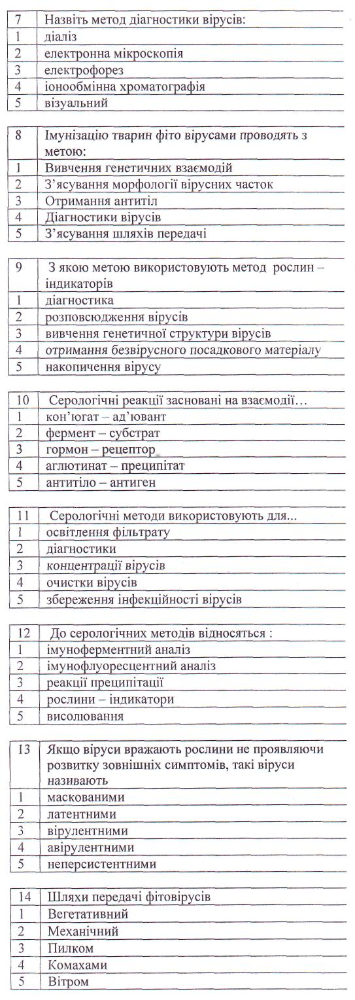 7 Назвіть метод діагностики вірусів:
1 діаліз
2 електронна мікроскопія
3 електрофорез
4 іонообмінна хроматографія
5 візуальний
8 Імунізацію тварин фіто вірусами проводять з
метою:
1 Вивчення генетичних взаємодій
2 З’ясування морфології вірусних часток
3 Отримання антитіл
4 Діагностики вірусів
5 З’ясування шляхів передачі
9 З якою метою використовують метод рослин –
індикаторів
1 діагностика
2 розповсюдження вірусів
3 вивчення генетичної структури вірусів
4 отримання безвірусного посадкового матеріалу
5 накопичення вірусу
10 Серологічні реакції засновані на взаємодії…
1 кон’югат – ад’ювант
2 фермент – субстрат
3 гормон – рецептор
4 аглютинат – преципітат
5 антитіло – антиген
11 Серологічні методи використовують для...
1 освітлення фільтрату
2 діагностики
3 концентрації вірусів
4 очистки вірусів
5 збереження інфекційності вірусів
12 До серологічних методів відносяться :
1 імуноферментний аналіз
2 імунофлуоресцентний аналіз
3 реакції преципітації
4 рослини – індикатори
5 висолювання
13 Якщо віруси вражають рослини не проявляючи
розвитку зовнішніх симптомів, такі віруси
називають
1 маскованими
2 латентними
3 вірулентними
4 авірулентними
5 неперсистентними
14 Шляхи передачі фітовірусів
1 Вегетативний
2 Механічний
3 Пилком
4 Комахами
5 Вітром